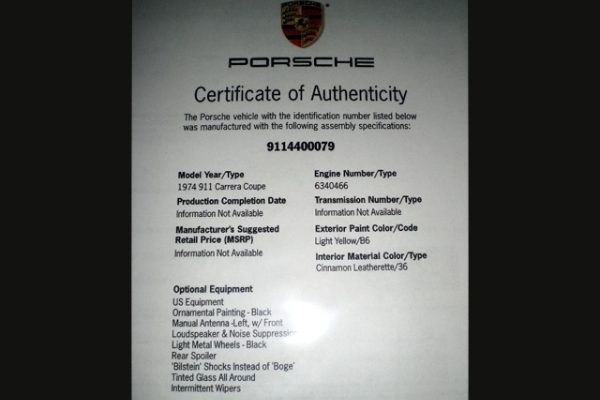 PORSCHE
PORSCHE
Certificate of Authenticity
The Porsche vehicle with the identification number listed below
was manufactured with the following assembly specifications:
9114400079
Model Year/Type
1974 911 Carrera Coupe
Production Completion Date
Information Not Available
Manufacturer's Suggested
Retail Price (MSRP)
Information Not Available
Engine Number/Type
6340466
Transmission Number/Type
Information Not Available
Exterior Paint Color/Code
Light Yellow/B6
Interior Material Color/Type
Cinnamon Leatherette/36
Optional Equipment
US Equipment
Ornamental Painting - Black
Manual Antenna -Left, w/ Front
Loudspeaker & Noise Suppression
Light Metal Wheels - Black
Rear Spoiler
'Bilstein' Shocks Instead of 'Boge'
Tinted Glass All Around
Intermittent Wipers